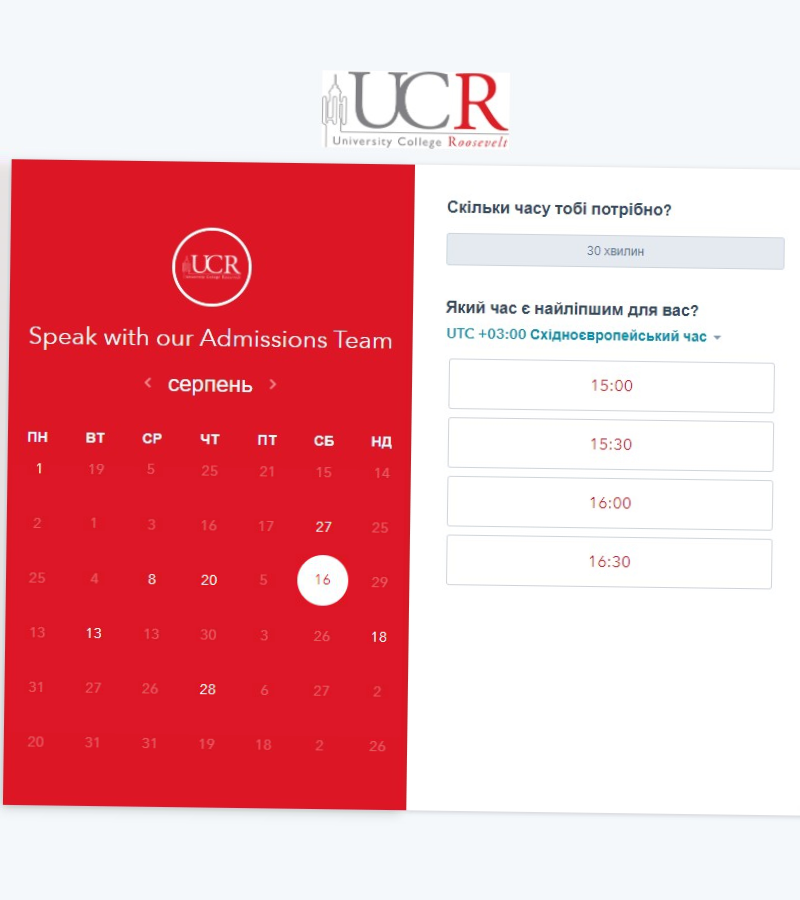 UCR
University College Roosevelt
UCR
University College Roosevelt
Speak with our Admissions Team
серпень
ПН ВТ СР ЧТ ПТ СБ НД
1 19 5 25 21 15 14
2 1 3 16 17 27 25
25 4 8 20 5 16 29
13 13 13 30 3 26 18
31 27 26 28 6 27 2
20 31 31 19 18 2 26
Скільки часу тобі потрібно?
30 хвилин
Який час є найліпшим для вас?
UTC +03:00 Східноєвропейський час
15:00
15:30
16:00
16:30